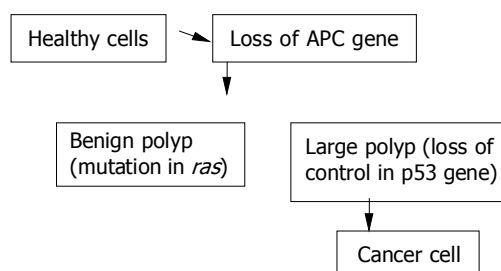 Healthy cells
Loss of APC gene
Benign polyp
(mutation in ras)
Large polyp (loss of
control in p53 gene)
Cancer cell